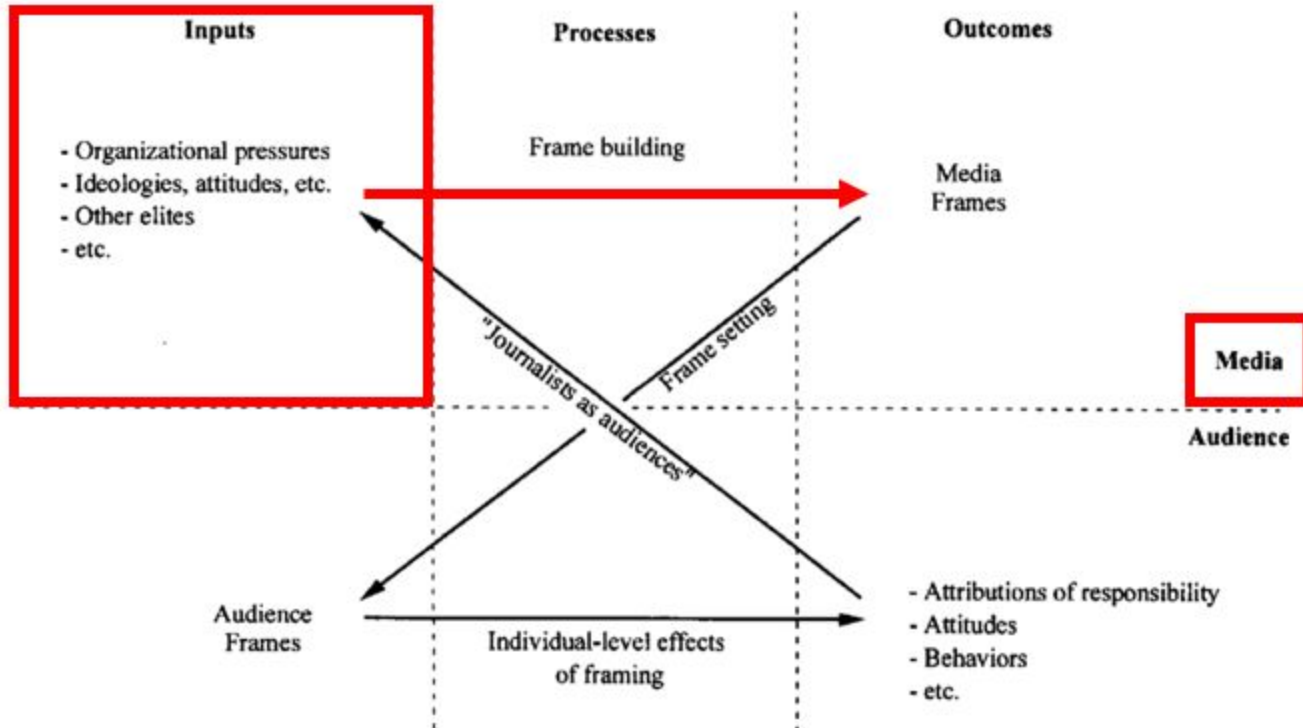 Inputs
Processes
Outcomes
- Organizational pressures
- Ideologies, attitudes, etc.
- Other elites
- etc.
Frame building
Media
Frames
"Journalists as audiences"
Frame setting
Media
Audience
Audience
Frames
Individual-level effects
of framing
- Attributions of responsibility
- Attitudes
- Behaviors
- etc.